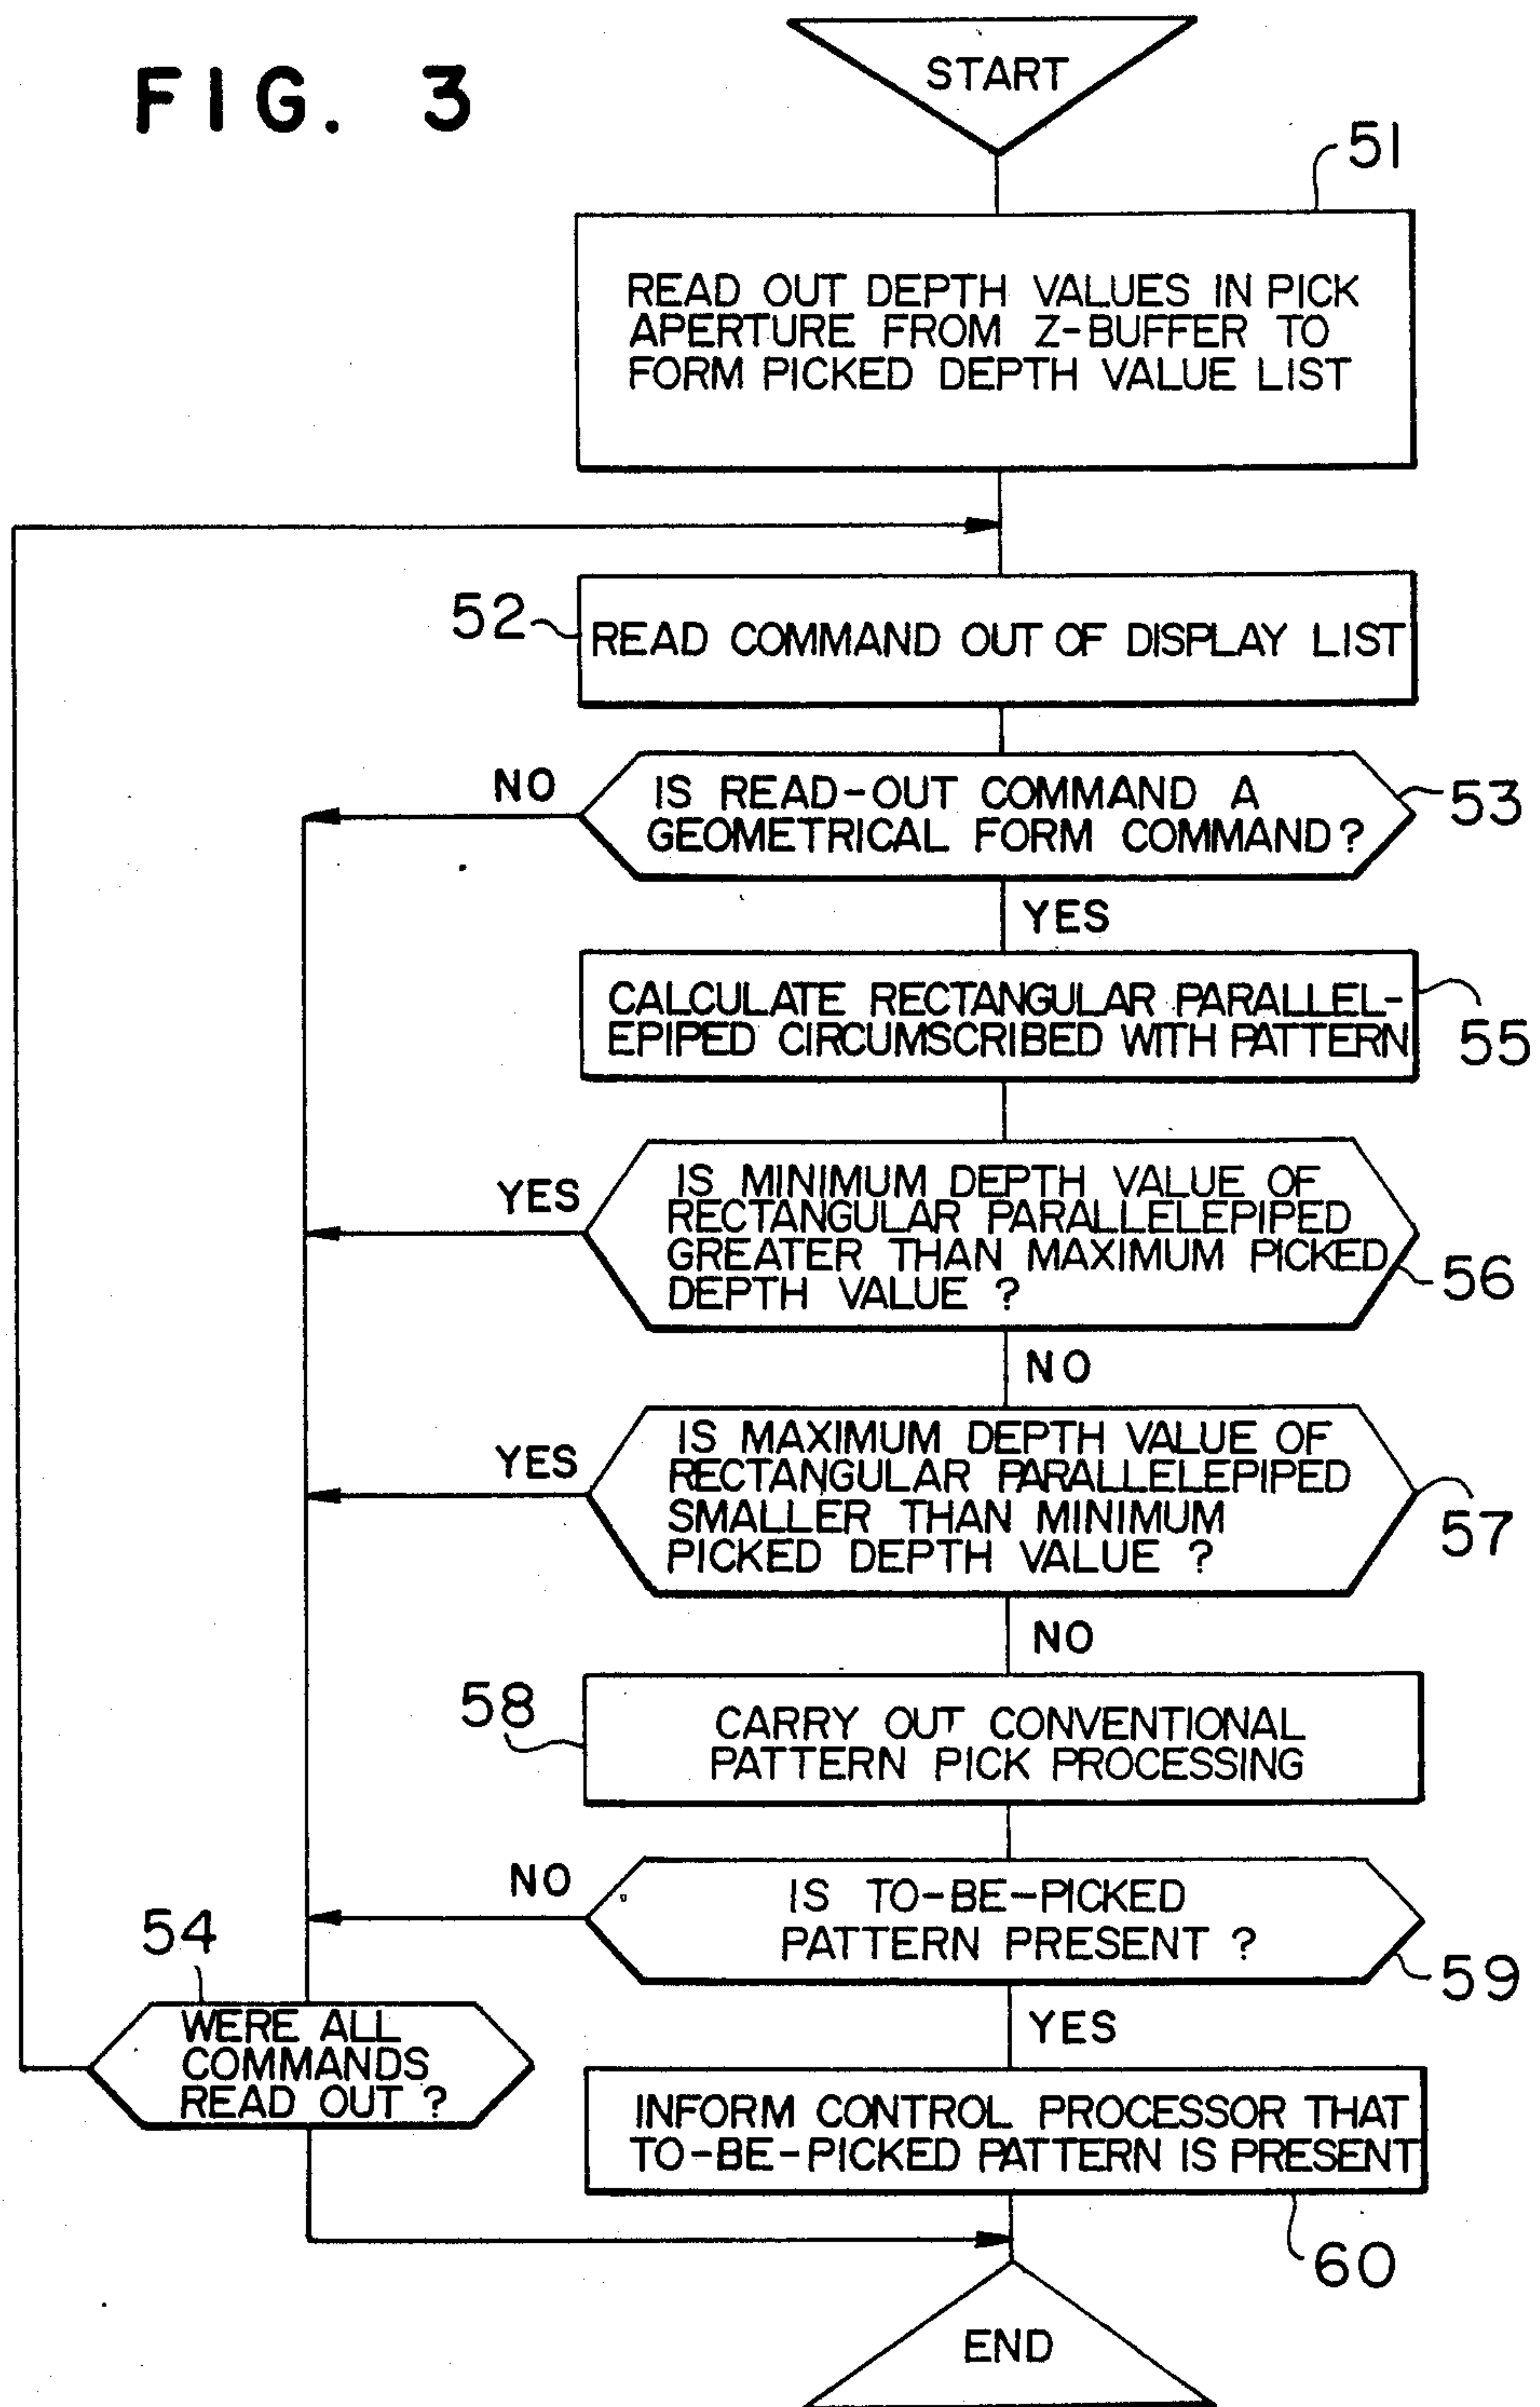 FIG. 3
START
51
READ OUT DEPTH VALUES IN PICK
APERTURE FROM Z-BUFFER TO
FORM PICKED DEPTH VALUE LIST
52
READ COMMAND OUT OF DISPLAY LIST
NO
IS READ-OUT COMMAND A
GEOMETRICAL FORM COMMAND?
53
YES
CALCULATE RECTANGULAR PARALLEL-
EPIPED CIRCUMSCRIBED WITH PATTERN
55
YES
IS MINIMUM DEPTH VALUE OF
RECTANGULAR PARALLELEPIPED
GREATER THAN MAXIMUM PICKED
DEPTH VALUE ?
56
NO
YES
IS MAXIMUM DEPTH VALUE OF
RECTANGULAR PARALLELEPIPED
SMALLER THAN MINIMUM
PICKED DEPTH VALUE ?
57
NO
58
CARRY OUT CONVENTIONAL
PATTERN PICK PROCESSING
NO
IS TO-BE-PICKED
PATTERN PRESENT ?
59
54
WERE ALL
COMMANDS
READ OUT ?
YES
INFORM CONTROL PROCESSOR THAT
TO-BE-PICKED PATTERN IS PRESENT
60
END